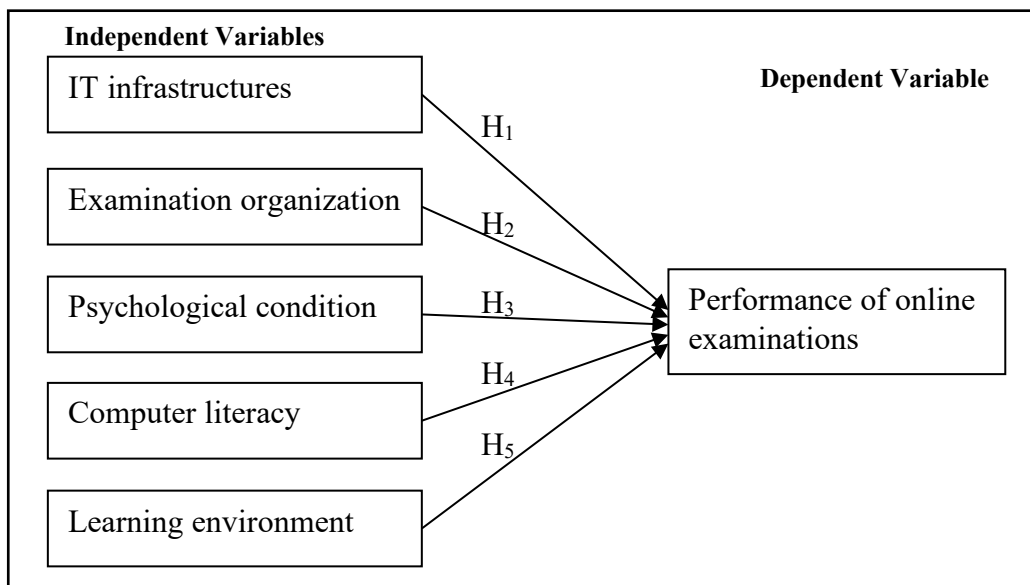 Independent Variables
IT infrastructures
Dependent Variable
H₁
Examination organization
H₂
Psychological condition
H₃
Performance of online
examinations
Computer literacy
H₄
H₅
Learning environment